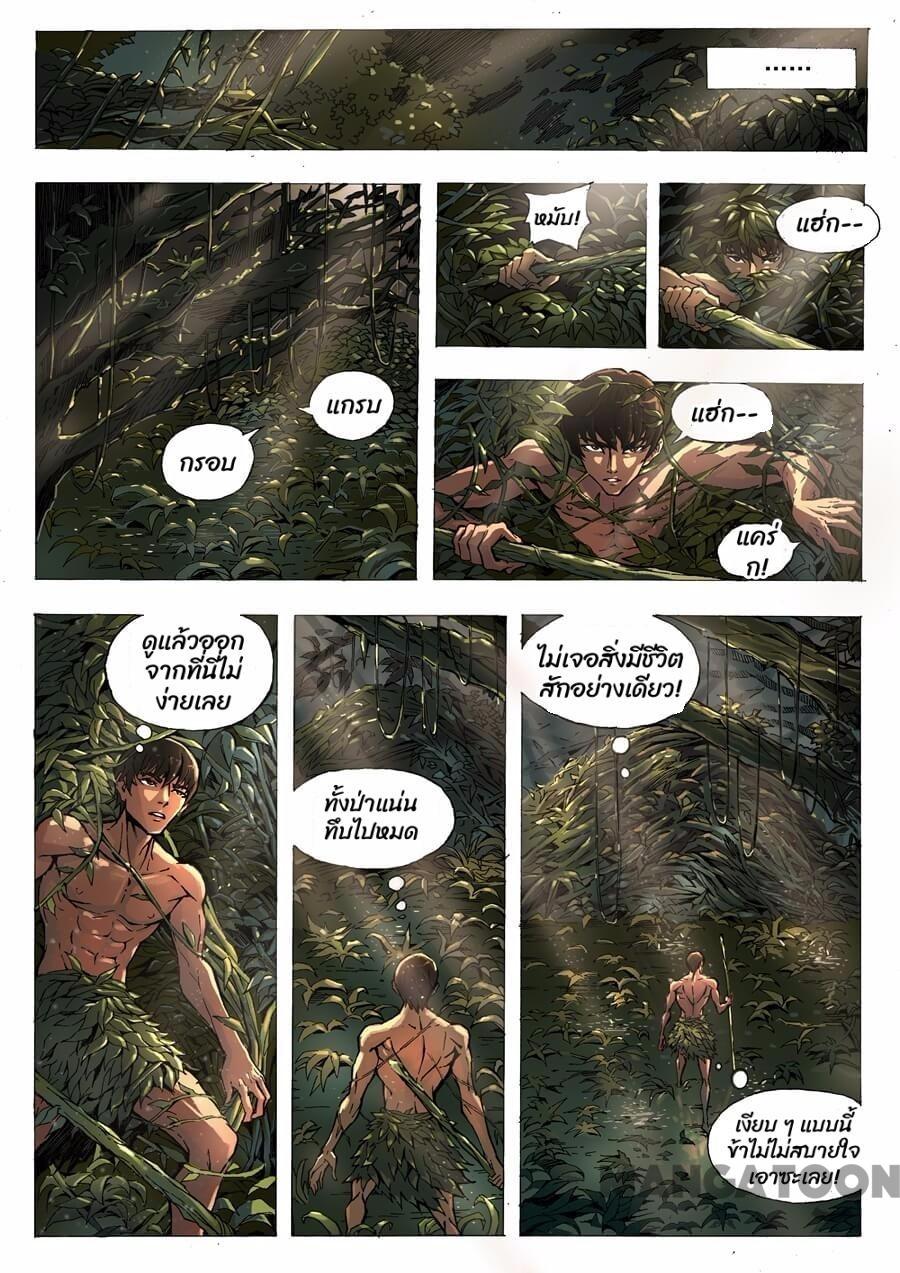 ......
แกรบ
กรอบ
หมับ!
แฮ่ก--
แฮ่ก--
แคร่
ก!
ดูแล้วออก
จากที่นี่ไม่
ง่ายเลย
ทั้งป่าแน่น
ทึบไปหมด
ไม่เจอสิ่งมีชีวิต
สักอย่างเดียว!
เงียบ ๆ แบบนี้
ข้าไม่ไม่สบายใจ
เอาซะเลย!
ANGATOON